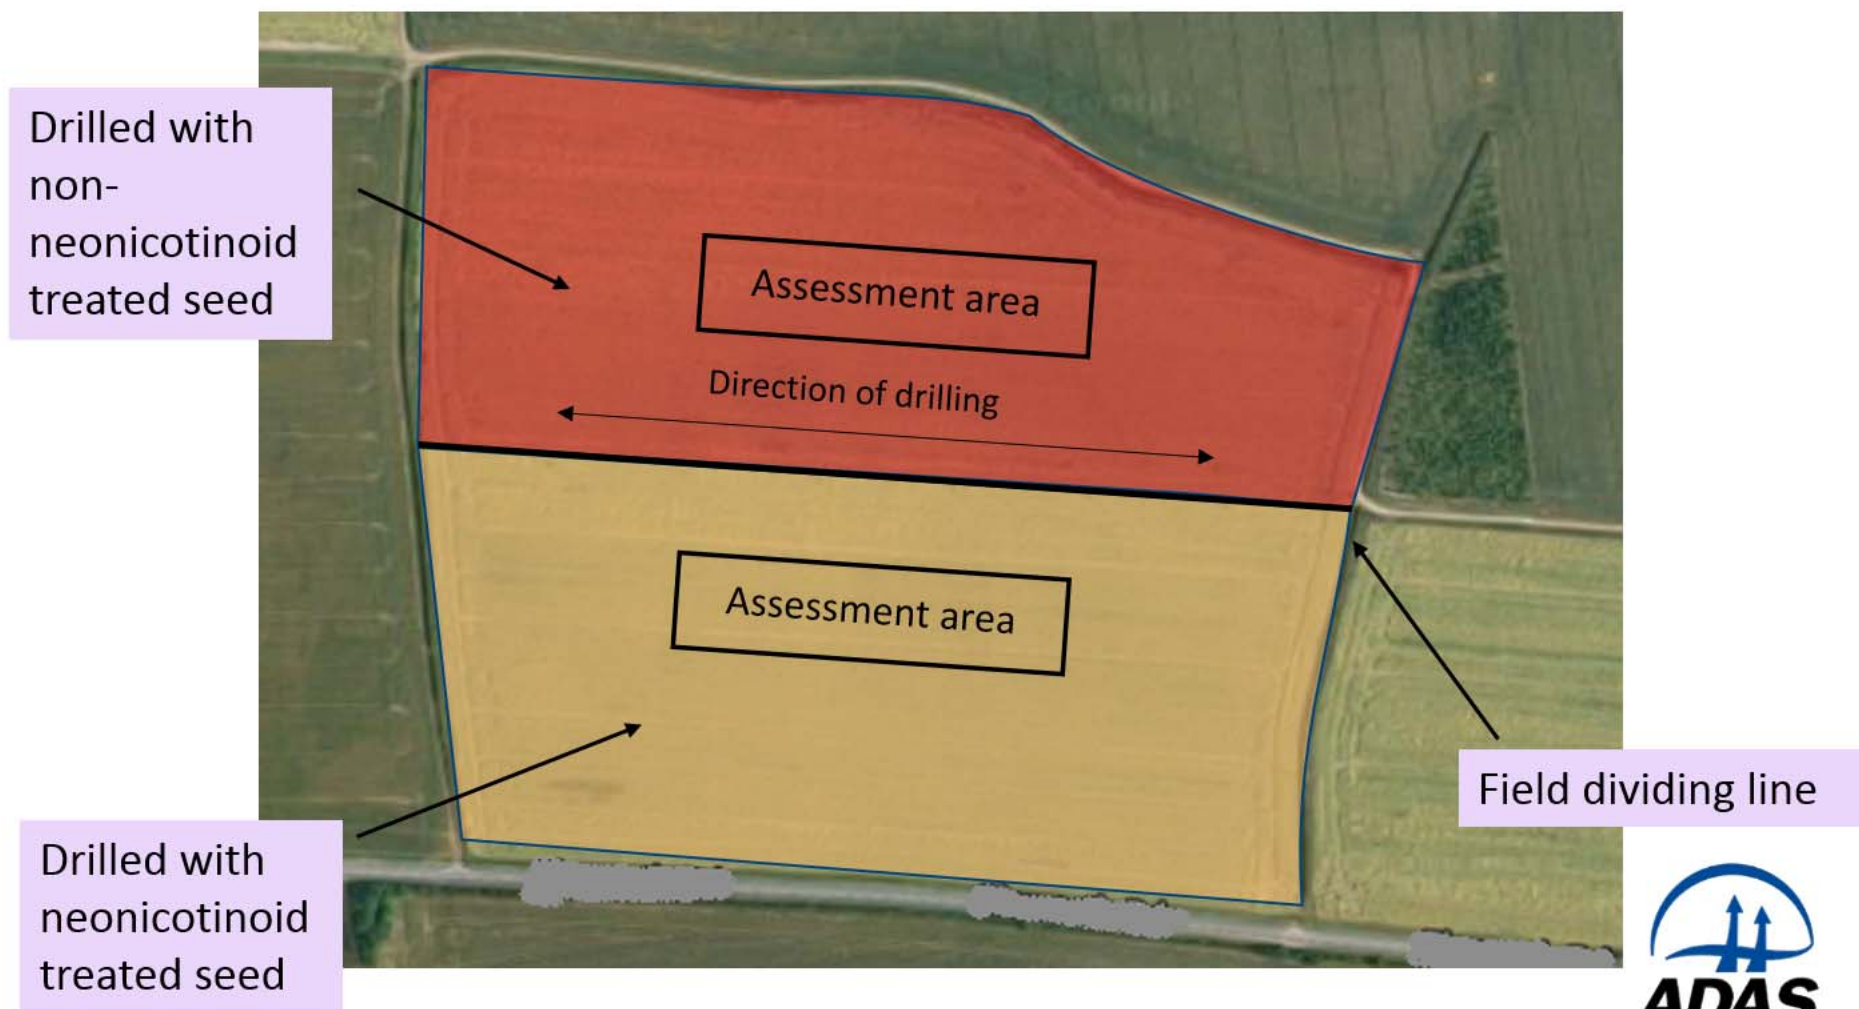 Drilled with
non-
neonicotinoid
treated seed
Assessment area
Direction of drilling
Assessment area
Drilled with
neonicotinoid
treated seed
Field dividing line
ADAS